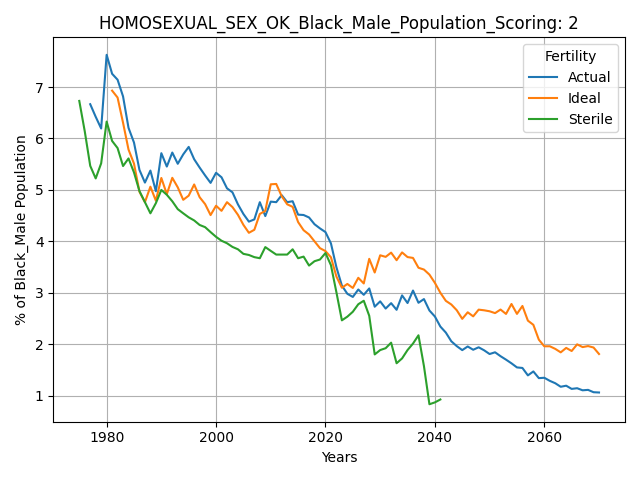 HOMOSEXUAL_SEX_OK_Black_Male_Population_Scoring: 2
Fertility
Actual
Ideal
Sterile
% of Black_Male Population
7
6
5
4
3
2
1
1980 2000 2020 2040 2060
Years